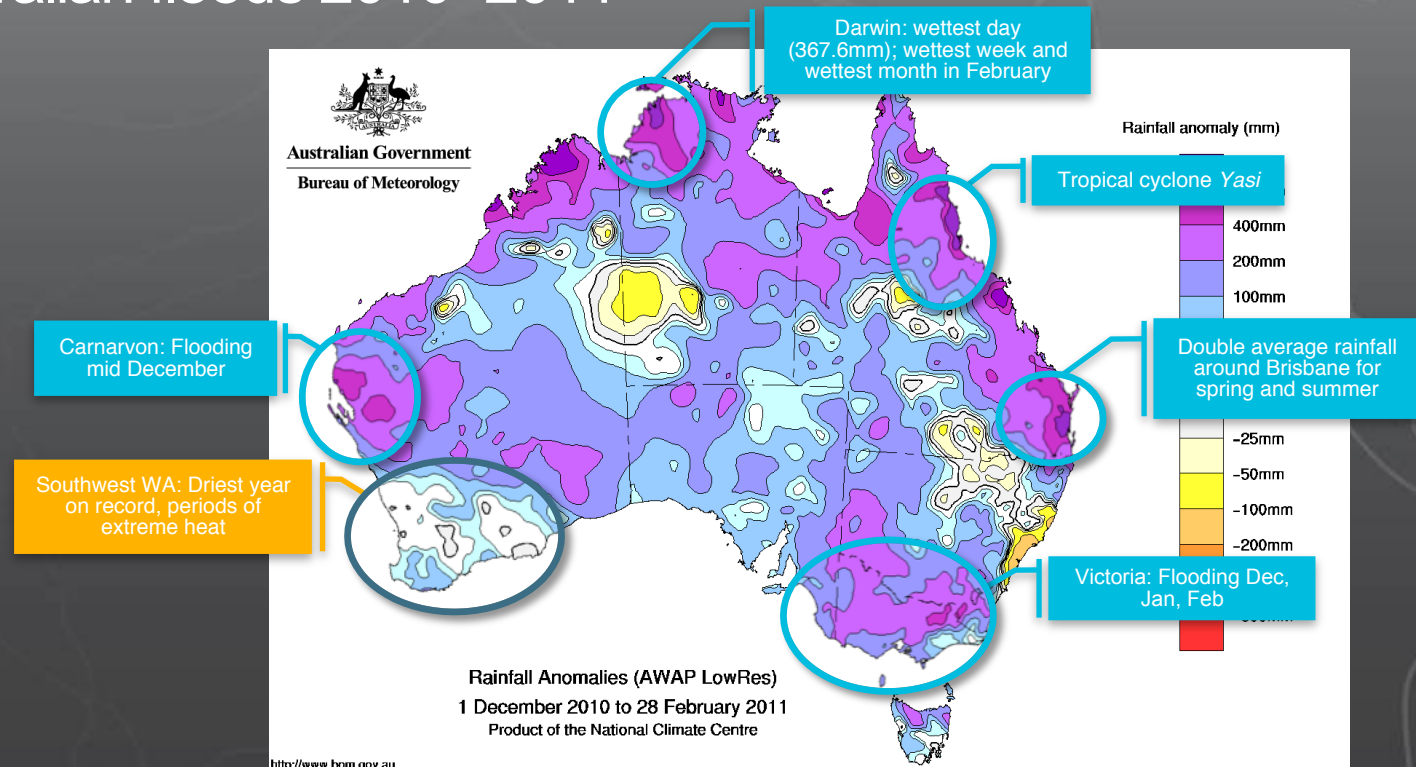 floods 2010-2011
Darwin: wettest day
(367.6mm); wettest week and
wettest month in February
AUSTRALIA
Australian Government
Bureau of Meteorology
Rainfall anomaly (mm)
Tropical cyclone Yasi
400mm
200mm
100mm
Carnarvon: Flooding
mid December
Double average rainfall
around Brisbane for
spring and summer
-25mm
-50mm
-100mm
-200mm
Southwest WA: Driest year
on record, periods of
extreme heat
Victoria: Flooding Dec,
Jan, Feb
Rainfall Anomalies (AWAP LowRes)
1 December 2010 to 28 February 2011
Product of the National Climate Centre
http://www.bom.gov.au